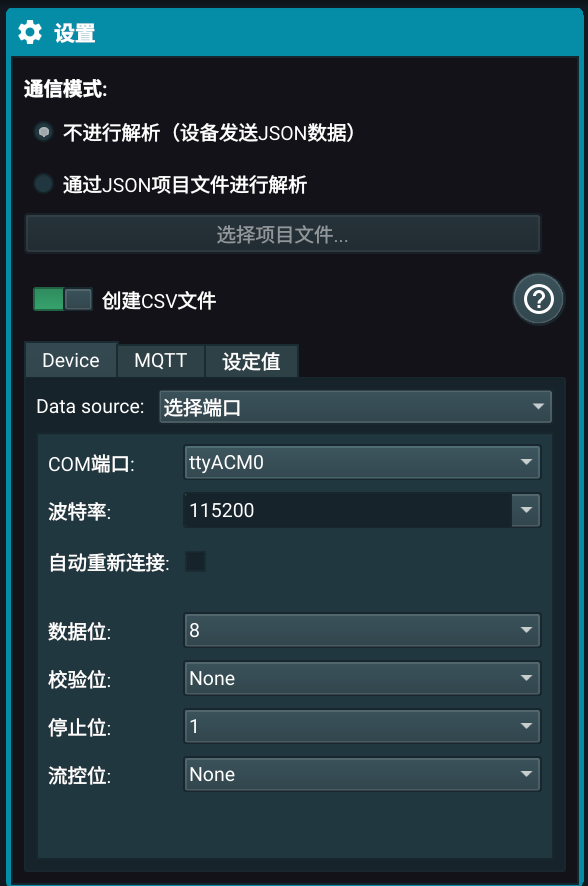 设置
通信模式:
不进行解析（设备发送JSON数据）
通过JSON项目文件进行解析
选择项目文件...
创建CSV文件
Device MQTT 设定值
Data source: 选择端口
COM端口: ttyACM0
波特率: 115200
自动重新连接:
数据位: 8
校验位: None
停止位: 1
流控位: None